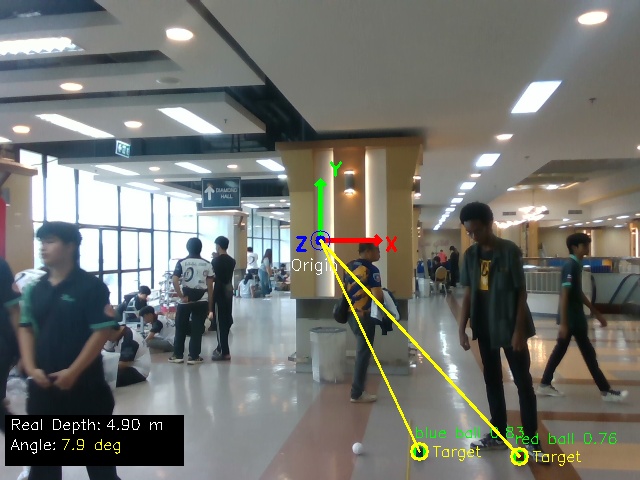 DIAMOND
HALL
Y
Z
X
Origin
blue ball 0.83
red ball 0.76
Target
Target
Real Depth: 4.90 m
Angle: 7.9 deg